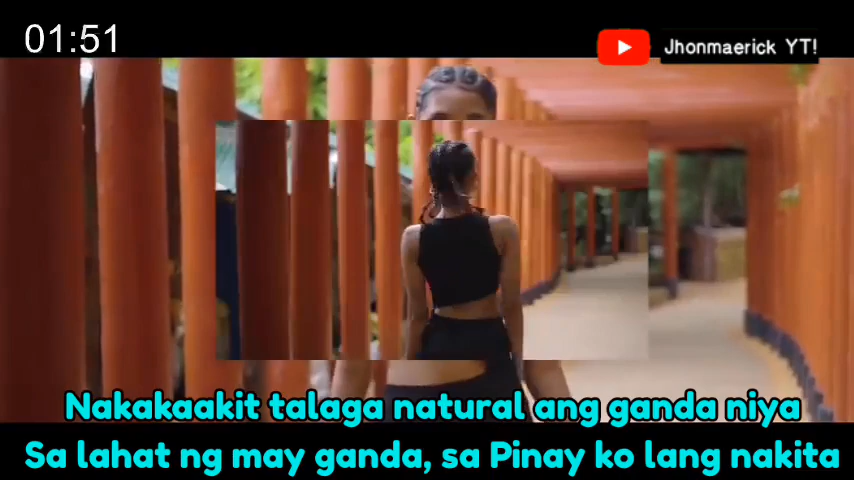 01:51
Jhonmaerick YT!
Nakakaakit talaga natural ang ganda niya
Sa lahat ng may ganda, sa Pinay ko lang nakita